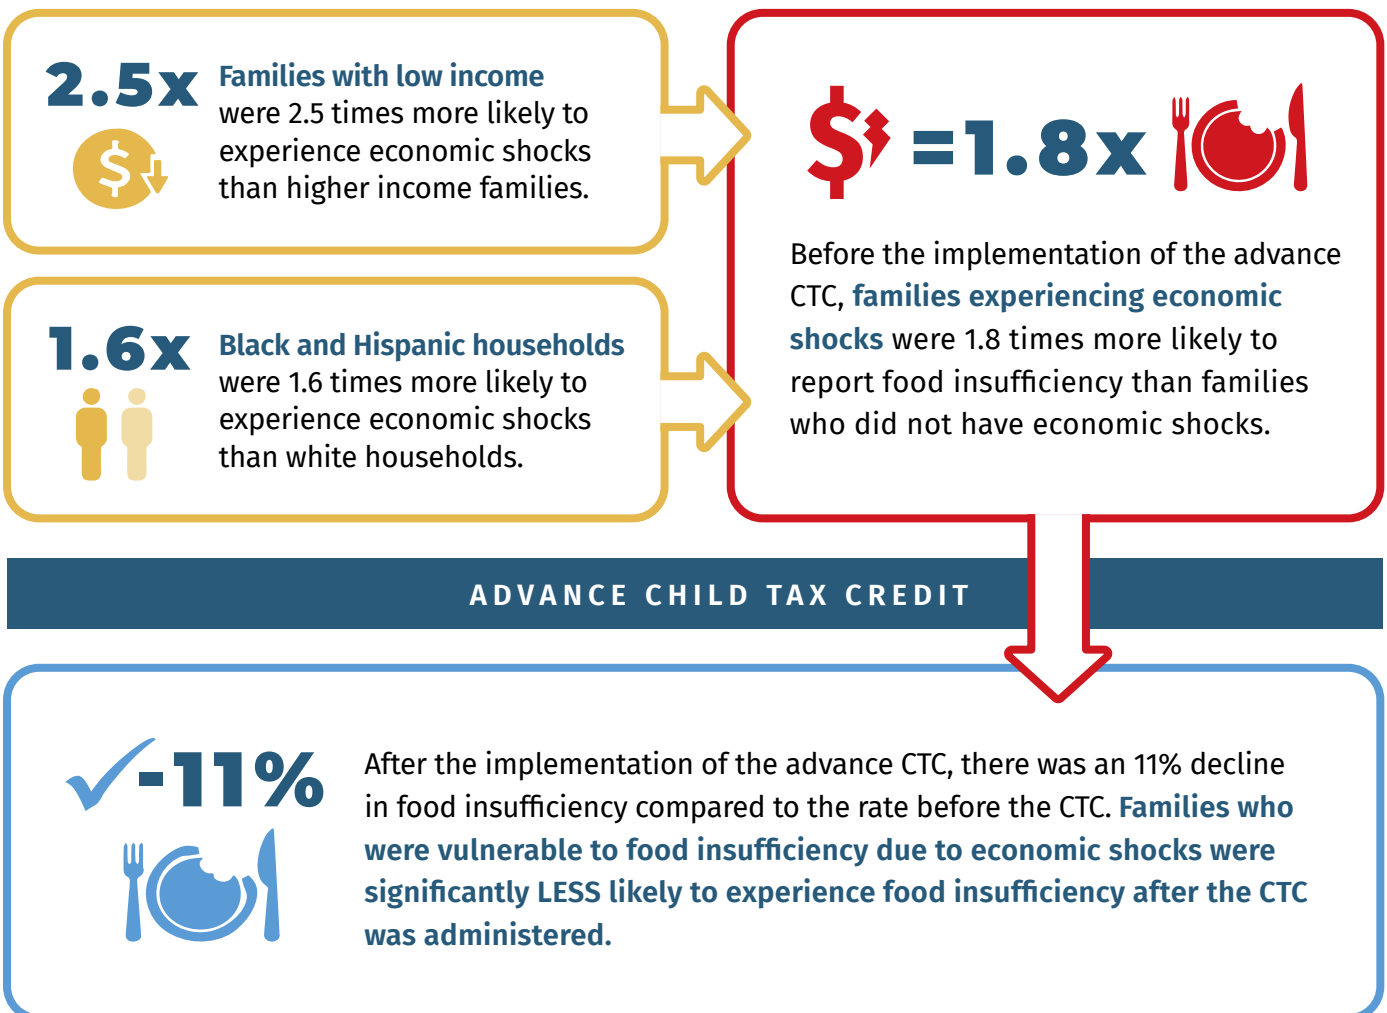 2.5x
Families with low income
were 2.5 times more likely to
experience economic shocks
than higher income families.
$
1.6x
Black and Hispanic households
were 1.6 times more likely to
experience economic shocks
than white households.
$ =1.8x
Before the implementation of the advance
CTC, families experiencing economic
shocks were 1.8 times more likely to
report food insufficiency than families
who did not have economic shocks.
ADVANCE CHILD TAX CREDIT
-11%
After the implementation of the advance CTC, there was an 11% decline
in food insufficiency compared to the rate before the CTC. Families who
were vulnerable to food insufficiency due to economic shocks were
significantly LESS likely to experience food insufficiency after the CTC
was administered.